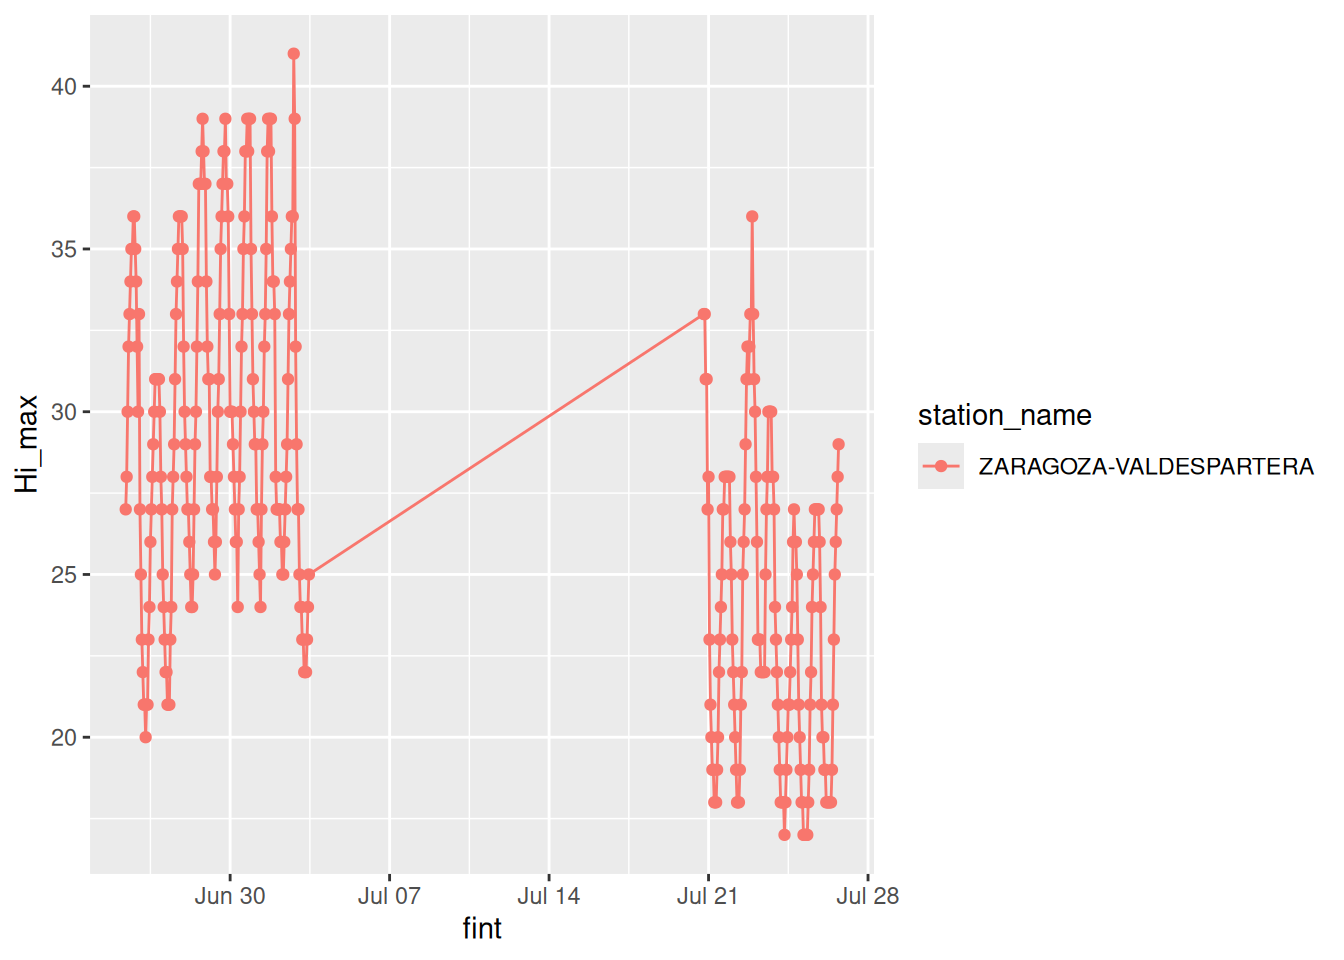 40
35
30
25
20
Hi_max
Jun 30
Jul 07
Jul 14
Jul 21
Jul 28
fint
station_name
ZARAGOZA-VALDESPARTERA